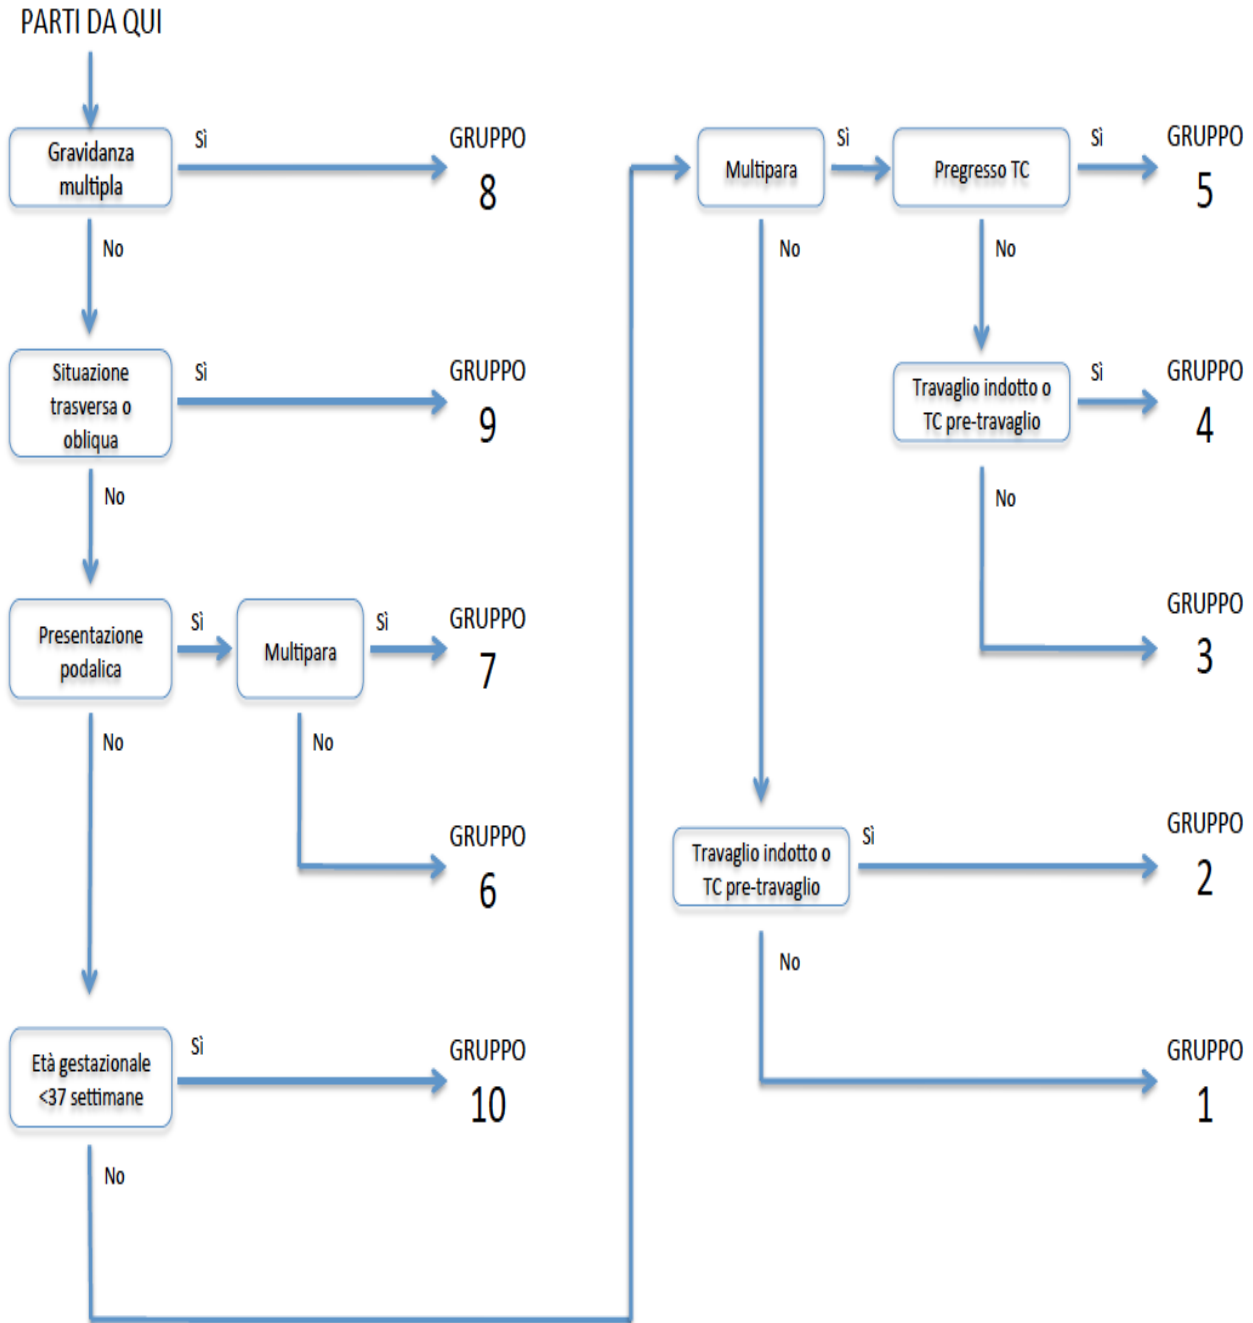 PARTI DA QUI
Gravidanza
multipla
Sì
GRUPPO
8
No
Situazione
trasversa o
obliqua
Sì
GRUPPO
9
No
Presentazione
podalica
Sì
Multipara
Sì
GRUPPO
7
No
No
GRUPPO
6
Età gestazionale
<37 settimane
Sì
GRUPPO
10
No
Multipara
Sì
Pregresso TC
Sì
GRUPPO
5
No
No
Travaglio indotto o
TC pre-travaglio
Sì
GRUPPO
4
No
GRUPPO
3
Travaglio indotto o
TC pre-travaglio
Sì
GRUPPO
2
No
GRUPPO
1